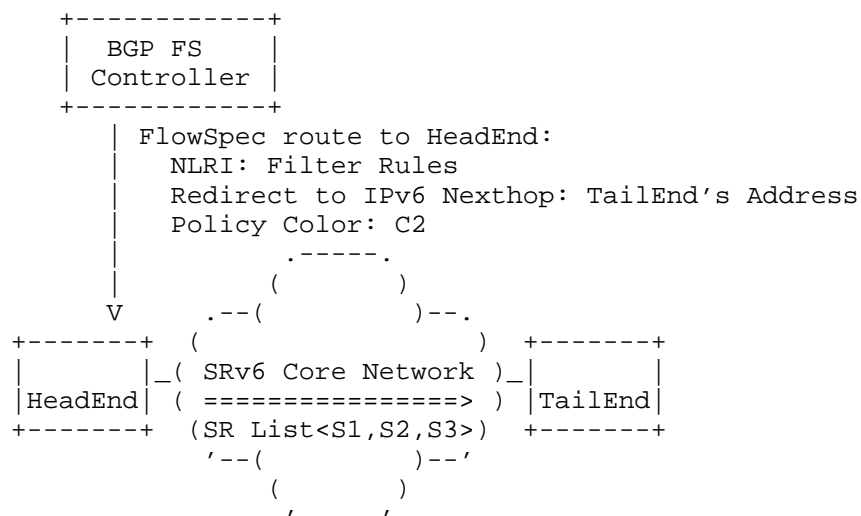 BGP FS
Controller
FlowSpec route to HeadEnd:
NLRI: Filter Rules
Redirect to IPv6 Nexthop: TailEnd's Address
Policy Color: C2
SRv6 Core Network
HeadEnd ================> TailEnd
(SR List<S1,S2,S3>)